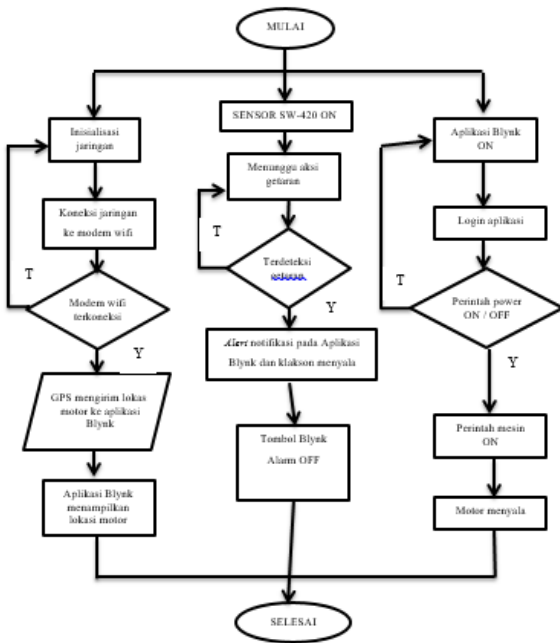 MULAI
Inisialisasi
jaringan
Koneksi jaringan
ke modem wifi
T
Modem wifi
terkoneksi
Y
GPS mengirim lokas
motor ke aplikasi
Blynk
Aplikasi Blynk
menampilkan
lokasi motor
SENSOR SW-420 ON
Menunggu aksi
getaran
T
Terdeteksi
getaran
Y
Alert notifikasi pada Aplikasi
Blynk dan klakson menyala
Tombol Blynk
Alarm OFF
Aplikasi Blynk
ON
Login aplikasi
T
Perintah power
ON / OFF
Y
Perintah mesin
ON
Motor menyala
SELESAI